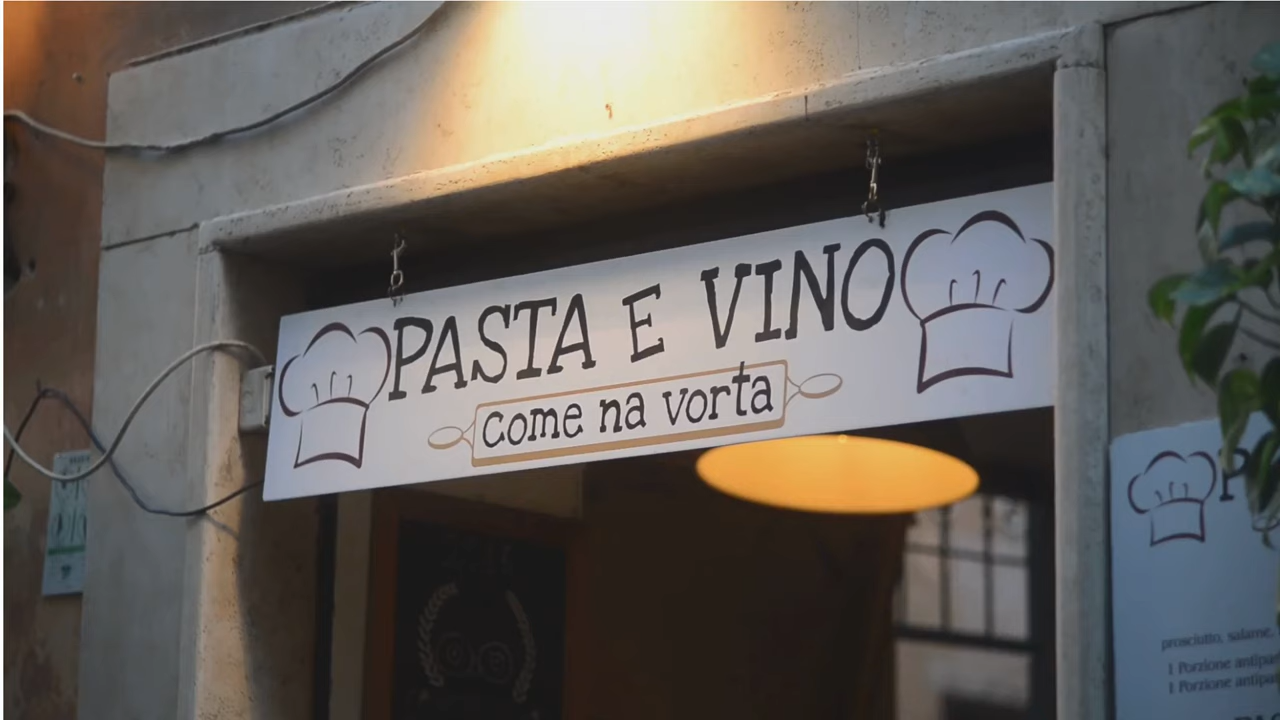 PASTA E VINO
come na vorta
P
prosciutto, salame,
1 Porzione antipa
1 Porzione antipa